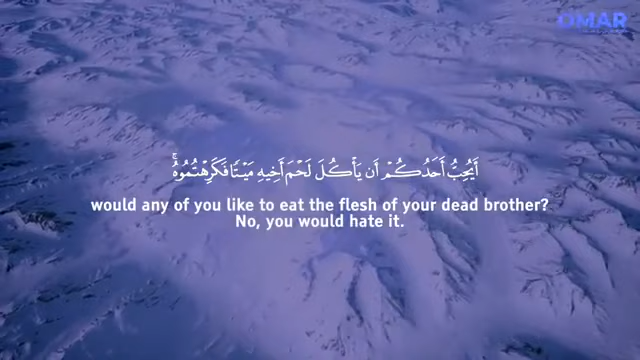 OMAR
أَيُحِبُّ أَحَدُكُمْ أَن يَأْكُلَ لَحْمَ أَخِيهِ مَيْتًا فَكَرِهْتُمُوهُ ۚ
would any of you like to eat the flesh of your dead brother?
No, you would hate it.